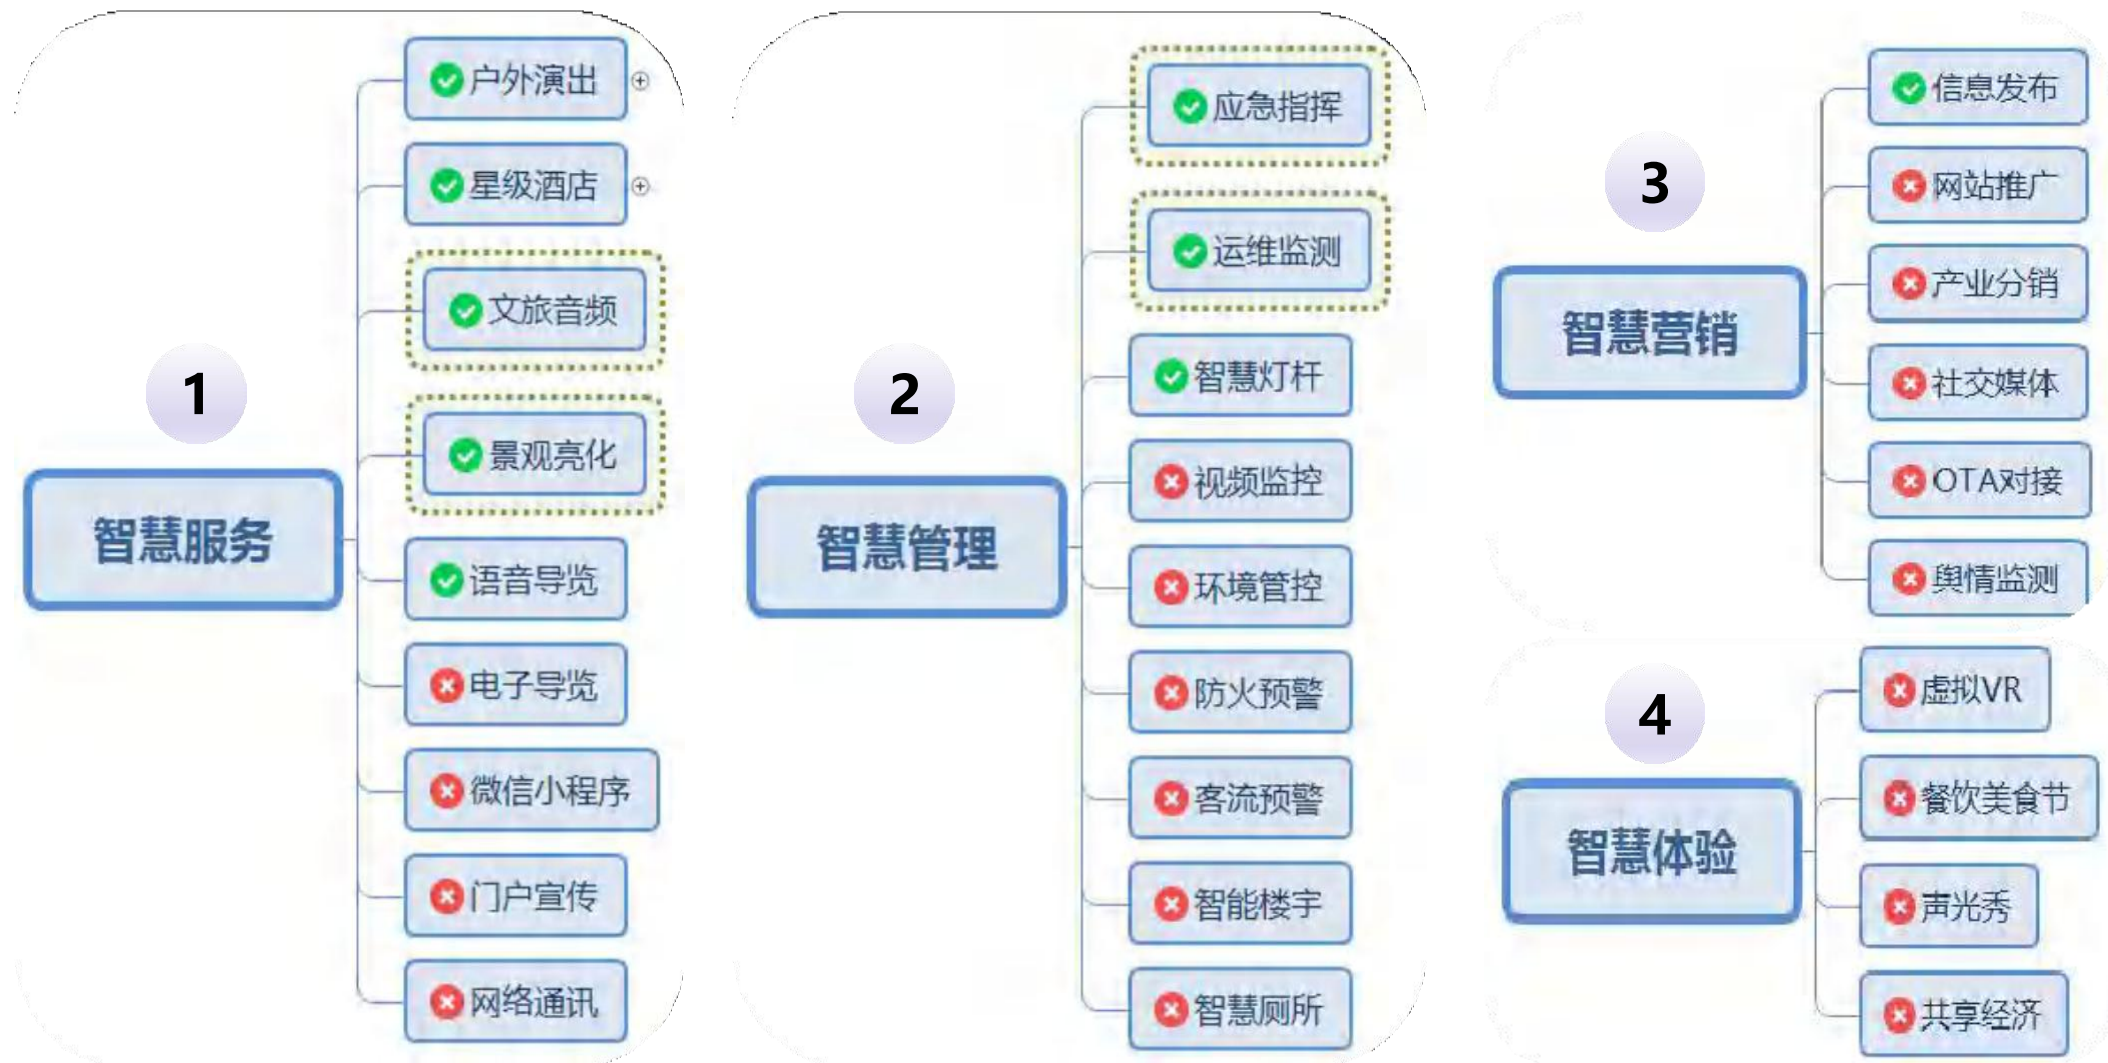 1
智慧服务
户外演出
星级酒店
文旅音频
景观亮化
语音导览
电子导览
微信小程序
门户宣传
网络通讯
2
智慧管理
应急指挥
运维监测
智慧灯杆
视频监控
环境管控
防火预警
客流预警
智能楼宇
智慧厕所
3
智慧营销
信息发布
网站推广
产业分销
社交媒体
OTA对接
舆情监测
4
智慧体验
虚拟VR
餐饮美食节
声光秀
共享经济